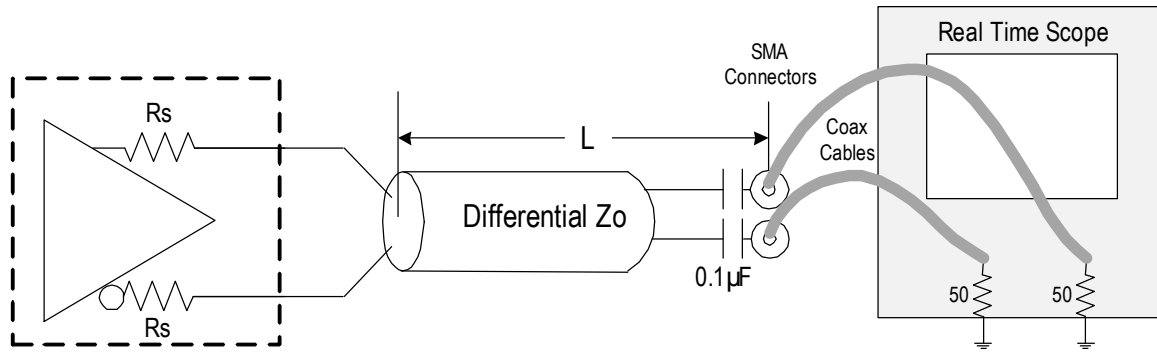 Real Time Scope
SMA
Connectors
Rs
L
Coax
Cables
Differential Zo
0.1µF
50
50
Rs